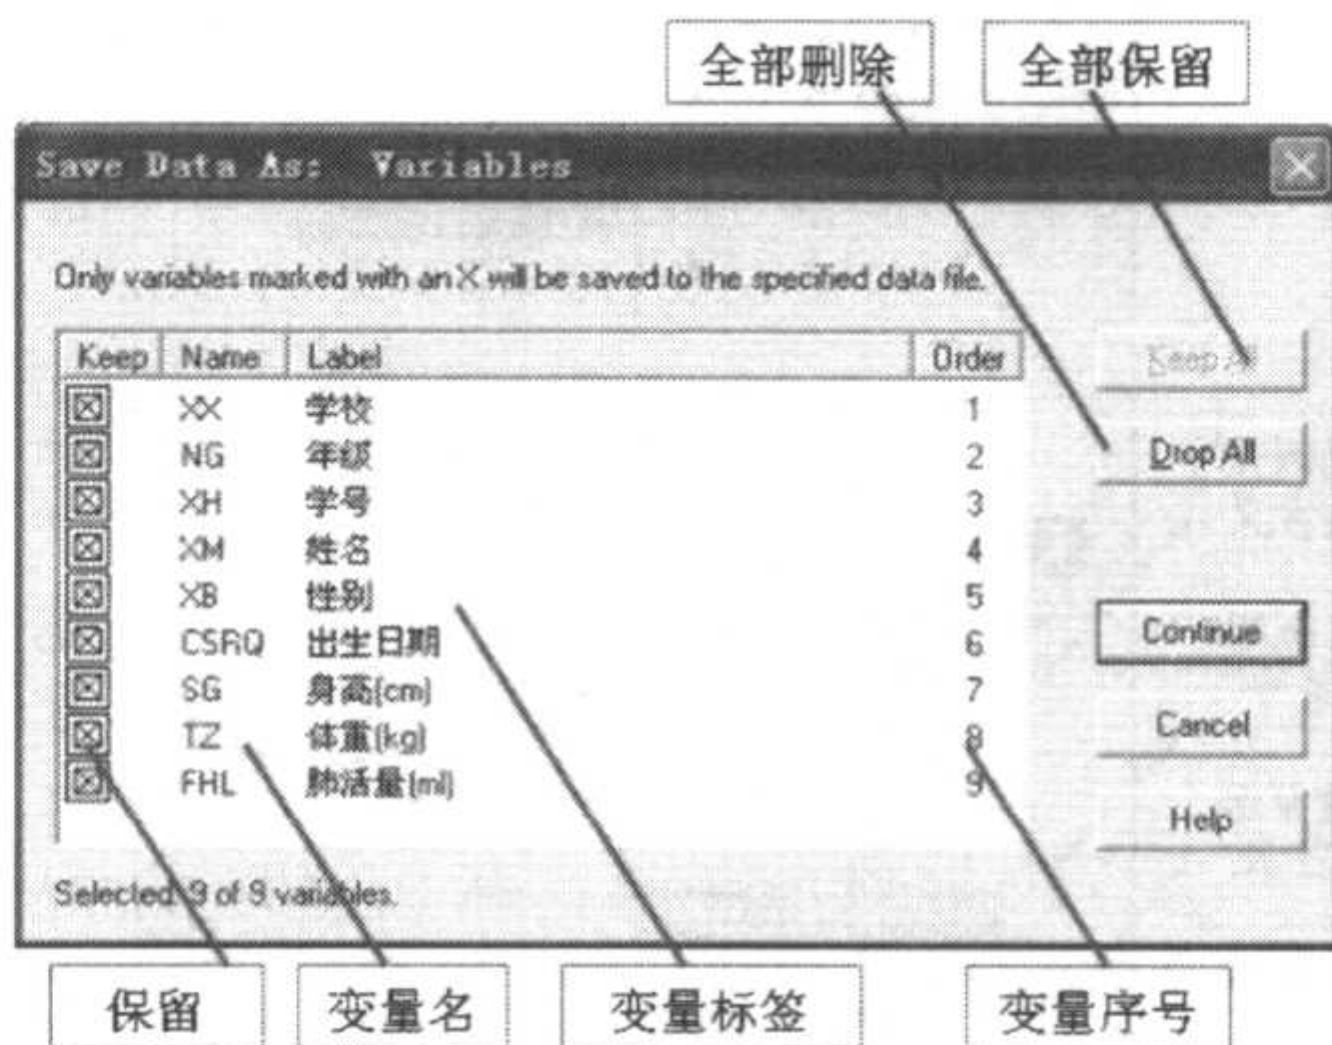 全部删除 全部保留
Save Data As: Variables
Only variables marked with an X will be saved to the specified data file.
Keep Name Label Order
XX 学校 1
NG 年级 2
XH 学号 3
XM 姓名 4
XB 性别 5
CSRQ 出生日期 6
SG 身高(cm) 7
TZ 体重(kg) 8
FHL 肺活量(ml) 9
Keep All
Drop All
Continue
Cancel
Help
Selected: 9 of 9 variables.
保留 变量名 变量标签 变量序号